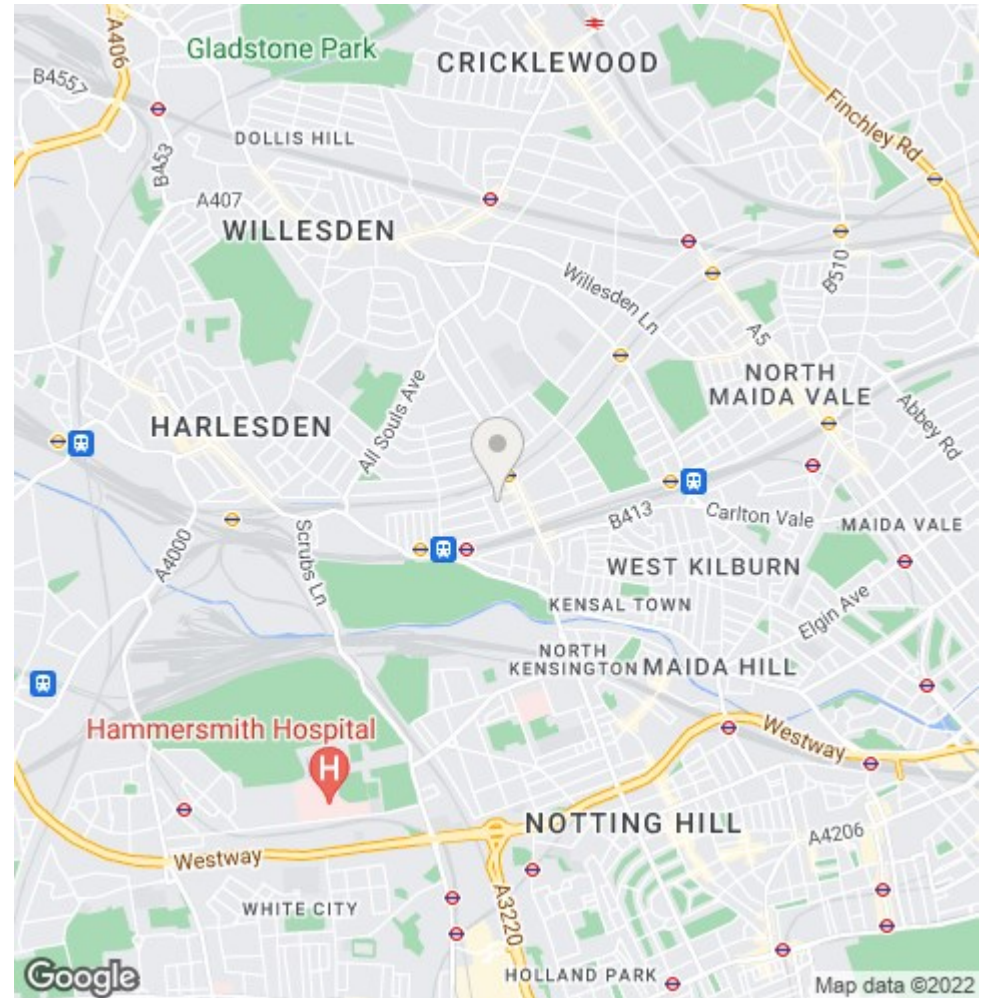 A406
Gladstone Park
CRICKLEWOOD
B4557
Finchley Rd
DOLLIS HILL
B453
A407
WILLESDEN
B510
Willesden Ln
A5
NORTH
MAIDA VALE
All Souls Ave
Abbey Rd
HARLESDEN
B413
Carlton Vale
MAIDA VALE
A4000
Scrubs Ln
WEST KILBURN
KENSAL TOWN
Elgin Ave
NORTH
KENSINGTON
MAIDA HILL
Hammersmith Hospital
H
Westway
NOTTING HILL
A4206
Westway
WHITE CITY
A3220
HOLLAND PARK
Google
Map data ©2022